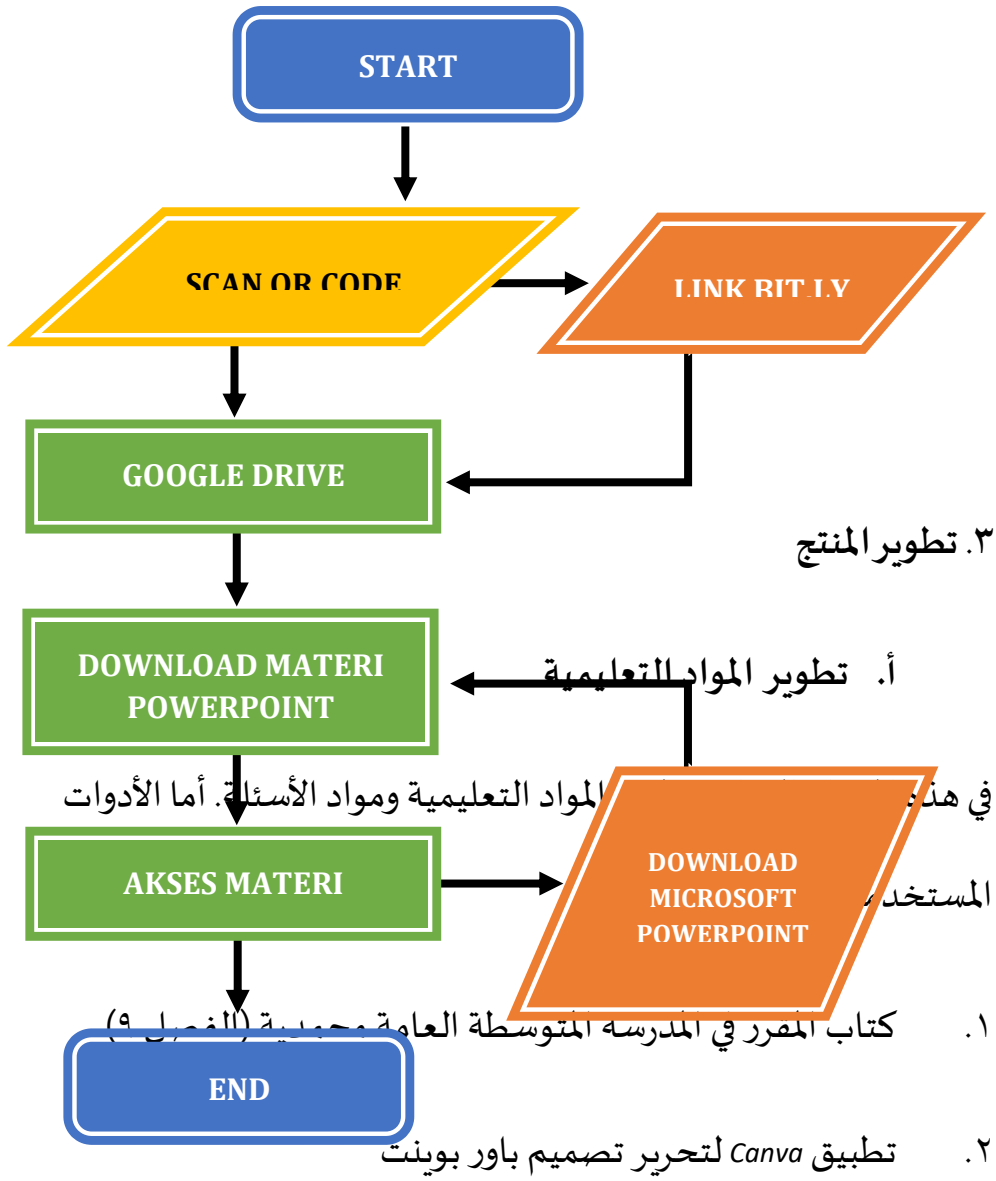 START
SCAN QR CODE
LINK BIT.LY
GOOGLE DRIVE
٣. تطوير المنتج
DOWNLOAD MATERI
POWERPOINT
أ. تطوير المواد التعليمية
في هذه المواد التعليمية ومواد الأسئلة. أما الأدوات
AKSES MATERI
DOWNLOAD
MICROSOFT
POWERPOINT
١. كتاب المقرر في المدرسة المتوسطة العامة محمدية (الفصل ٩)
END
٢. تطبيق Canva لتحرير تصميم باور بوينت